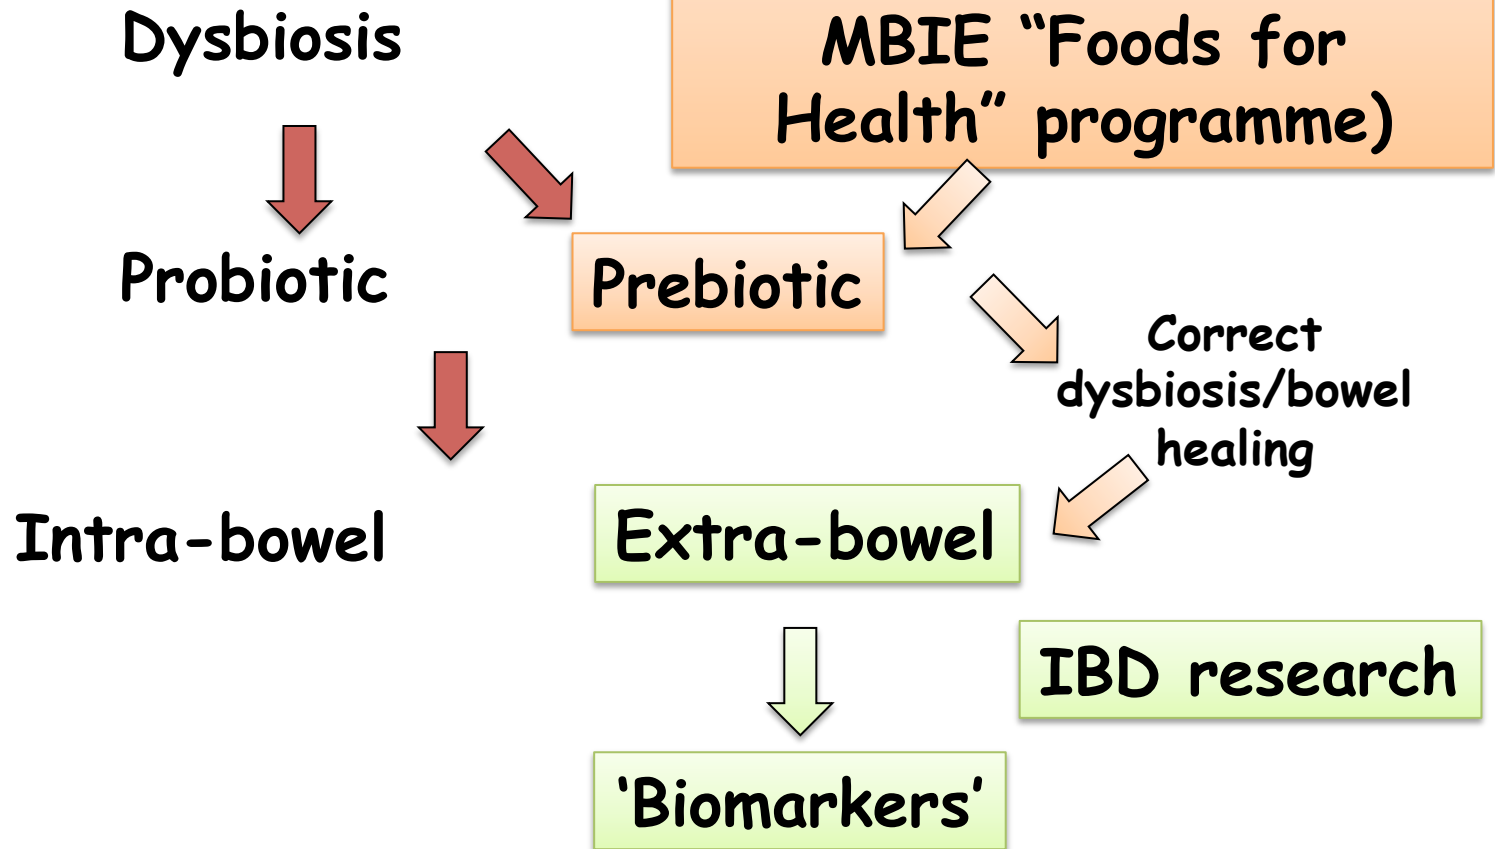 Dysbiosis
MBIE “Foods for
Health” programme)
Probiotic
Prebiotic
Correct
dysbiosis/bowel
healing
Intra-bowel
Extra-bowel
IBD research
‘Biomarkers’